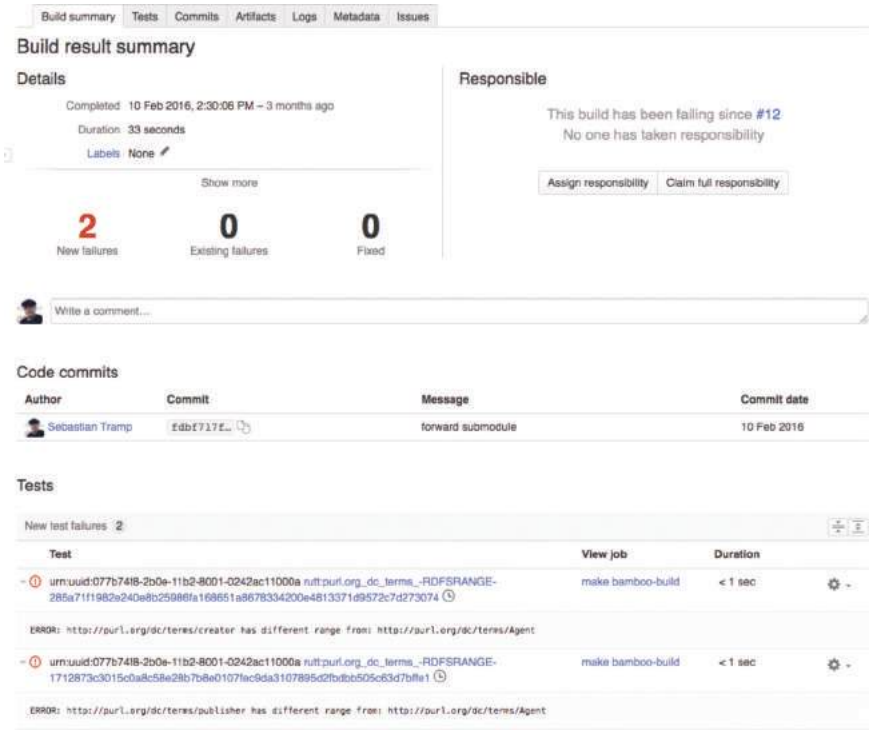 Build summary Tests Commits Artifacts Logs Metadata Issues
Build result summary
Details
Completed 10 Feb 2016, 2:30:06 PM – 3 months ago
Duration 33 seconds
Labels None
Show more
2 0 0
New failures Existing failures Fixed
Responsible
This build has been failing since #12
No one has taken responsibility
Assign responsibility Claim full responsibility
Write a comment...
Code commits
Author Commit Message Commit date
Sebastian Tramp fdbf717f… forward submodule 10 Feb 2016
Tests
New test failures 2
Test View job Duration
urn:uuid:077b74f8-2b0e-11b2-8001-0242ac11000a rutt:purl.org_dc_terms_-RDFSRANGE- make bamboo-build < 1 sec
285a71f1982e240e8b25986fa168651a8678334200e4813371d9572c7d273074
ERROR: http://purl.org/dc/terms/creator has different range from: http://purl.org/dc/terms/Agent
urn:uuid:077b74f8-2b0e-11b2-8001-0242ac11000a rutt:purl.org_dc_terms_-RDFSRANGE- make bamboo-build < 1 sec
1712873c3015c0a8c58e28b7b8e0107fec9da3107895d2fbdbb505c63d7bffe1
ERROR: http://purl.org/dc/terms/publisher has different range from: http://purl.org/dc/terms/Agent